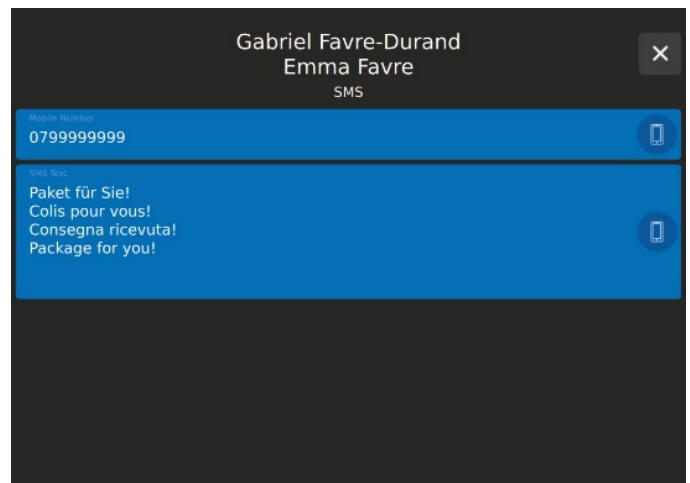 Gabriel Favre-Durand
Emma Favre
SMS
Mobile Number
0799999999
SMS Text
Paket für Sie!
Colis pour vous!
Consegna ricevuta!
Package for you!